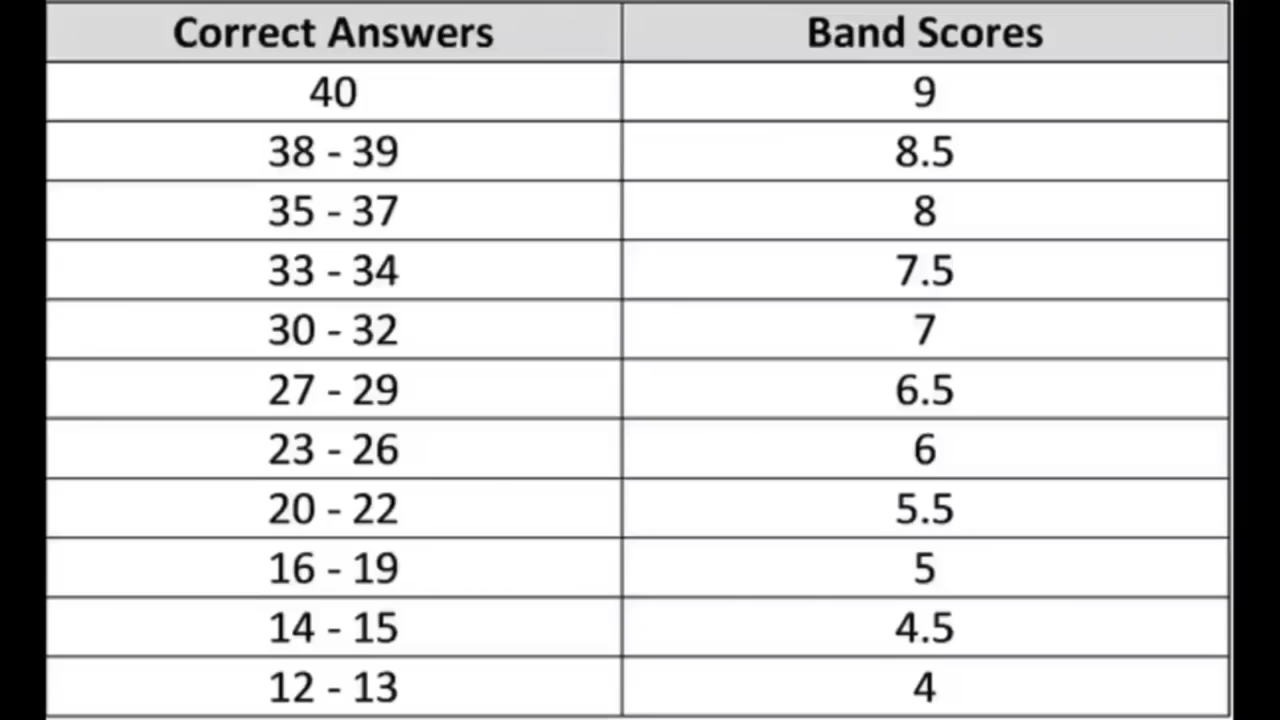 Correct Answers Band Scores
40 9
38 - 39 8.5
35 - 37 8
33 - 34 7.5
30 - 32 7
27 - 29 6.5
23 - 26 6
20 - 22 5.5
16 - 19 5
14 - 15 4.5
12 - 13 4